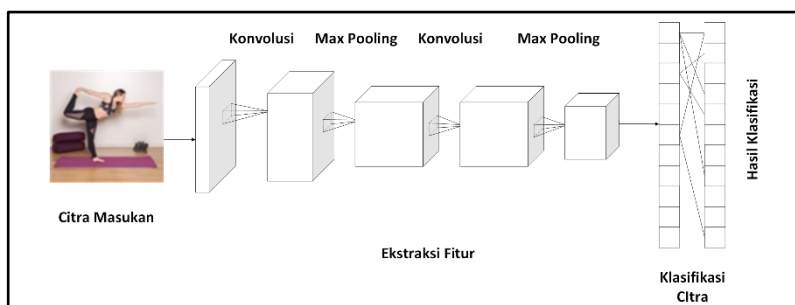 Konvolusi Max Pooling Konvolusi Max Pooling
Citra Masukan
Ekstraksi Fitur
Klasifikasi
CItra
Hasil Klasifikasi